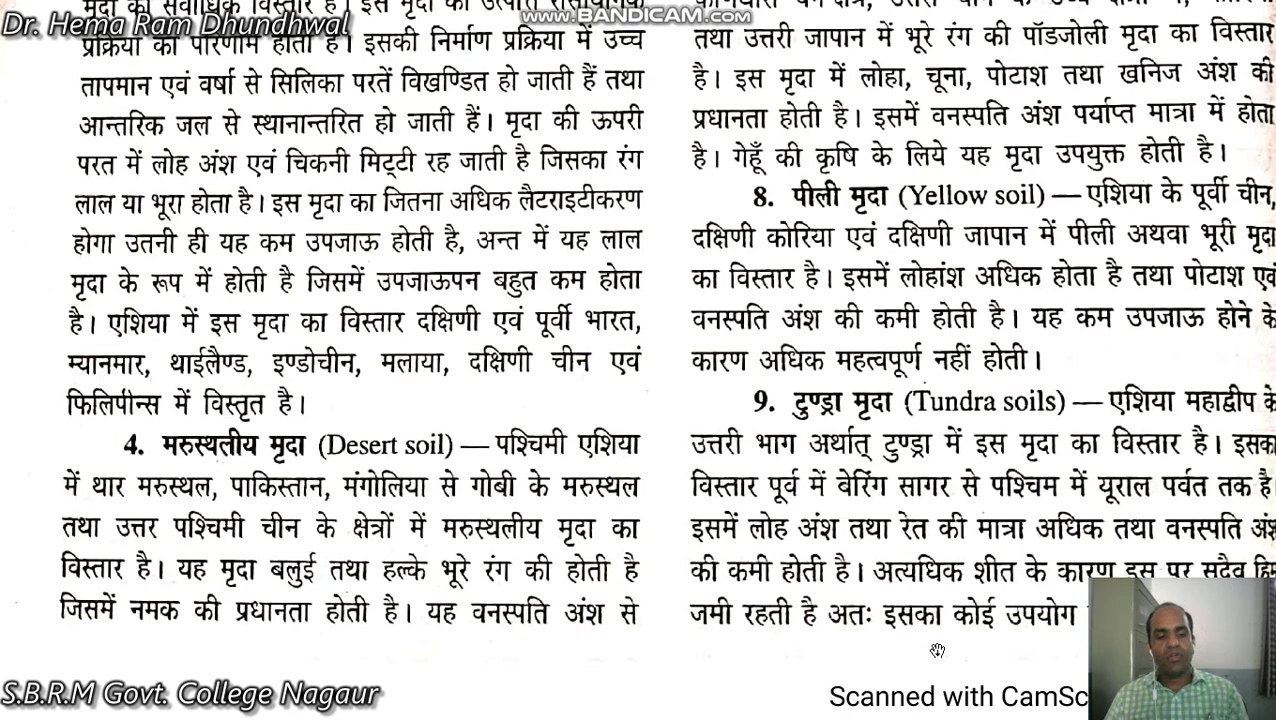 Dr. Hema Ram Dhundhwal
www.BANDICAM.com
मृदा का सर्वाधिक विस्तार है। इस मृदा की उत्पत्ति रासायनिक
प्रक्रिया का परिणाम होता है। इसकी निर्माण प्रक्रिया में उच्च
तापमान एवं वर्षा से सिलिका परतें विखण्डित हो जाती हैं तथा
आन्तरिक जल से स्थानान्तरित हो जाती हैं। मृदा की ऊपरी
परत में लोह अंश एवं चिकनी मिट्टी रह जाती है जिसका रंग
लाल या भूरा होता है। इस मृदा का जितना अधिक लैटराइटीकरण
होगा उतनी ही यह कम उपजाऊ होती है, अन्त में यह लाल
मृदा के रूप में होती है जिसमें उपजाऊपन बहुत कम होता
है। एशिया में इस मृदा का विस्तार दक्षिणी एवं पूर्वी भारत,
म्यानमार, थाईलैण्ड, इण्डोचीन, मलाया, दक्षिणी चीन एवं
फिलिपीन्स में विस्तृत है।
4. मरुस्थलीय मृदा (Desert soil) — पश्चिमी एशिया
में थार मरुस्थल, पाकिस्तान, मंगोलिया से गोबी के मरुस्थल
तथा उत्तर पश्चिमी चीन के क्षेत्रों में मरुस्थलीय मृदा का
विस्तार है। यह मृदा बलुई तथा हल्के भूरे रंग की होती है
जिसमें नमक की प्रधानता होती है। यह वनस्पति अंश से
तथा उत्तरी जापान में भूरे रंग की पॉडजोली मृदा का विस्तार
है। इस मृदा में लोहा, चूना, पोटाश तथा खनिज अंश की
प्रधानता होती है। इसमें वनस्पति अंश पर्याप्त मात्रा में होता
है। गेहूँ की कृषि के लिये यह मृदा उपयुक्त होती है।
8. पीली मृदा (Yellow soil) — एशिया के पूर्वी चीन,
दक्षिणी कोरिया एवं दक्षिणी जापान में पीली अथवा भूरी मृदा
का विस्तार है। इसमें लोहांश अधिक होता है तथा पोटाश एवं
वनस्पति अंश की कमी होती है। यह कम उपजाऊ होने के
कारण अधिक महत्वपूर्ण नहीं होती।
9. टुण्ड्रा मृदा (Tundra soils) — एशिया महाद्वीप के
उत्तरी भाग अर्थात् टुण्ड्रा में इस मृदा का विस्तार है। इसका
विस्तार पूर्व में बेरिंग सागर से पश्चिम में यूराल पर्वत तक है
इसमें लोह अंश तथा रेत की मात्रा अधिक तथा वनस्पति अंश
की कमी होती है। अत्यधिक शीत के कारण इस पर सदैव हिम
जमी रहती है अतः इसका कोई उपयोग
S.B.R.M Govt. College Nagaur
Scanned with CamSc